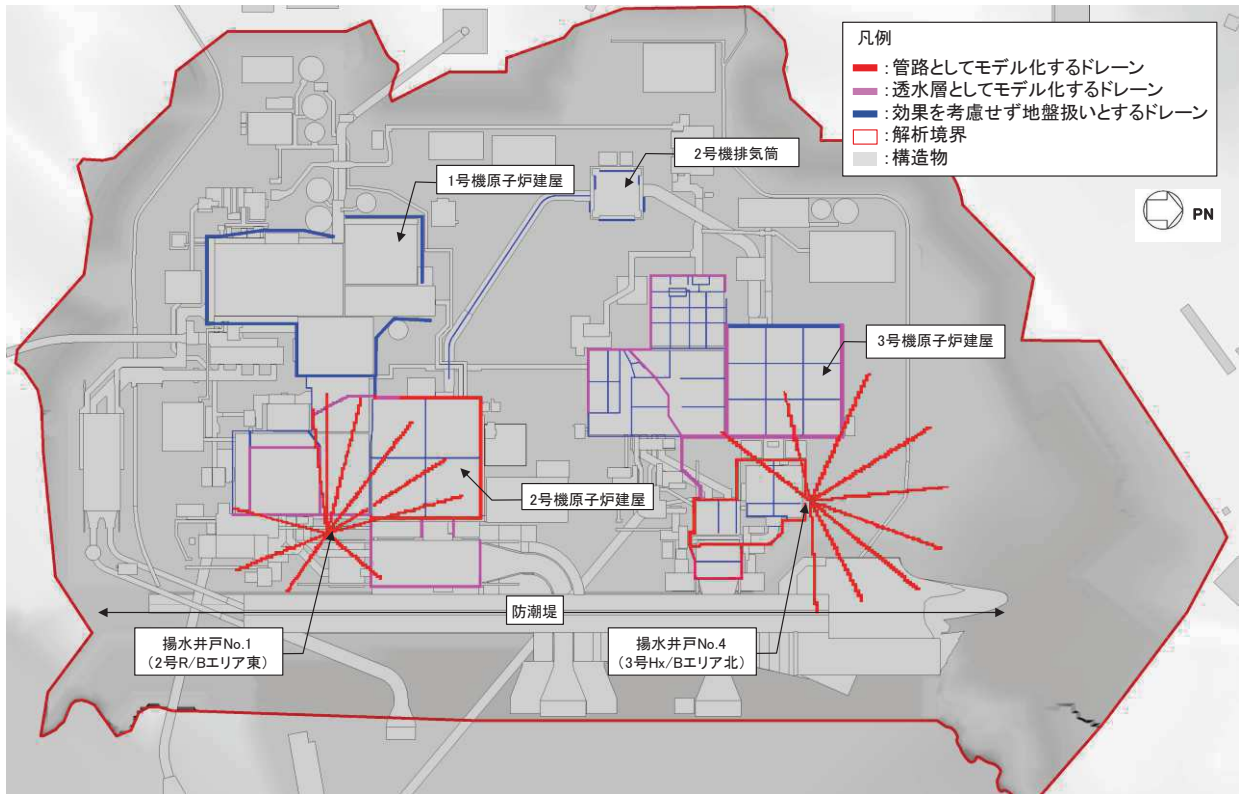 凡例
：管路としてモデル化するドレーン
：透水層としてモデル化するドレーン
：効果を考慮せず地盤扱いとするドレーン
：解析境界
：構造物
PN
2号機排気筒
1号機原子炉建屋
3号機原子炉建屋
2号機原子炉建屋
防潮堤
揚水井戸No.1
（2号R/Bエリア東）
揚水井戸No.4
（3号Hx/Bエリア北）